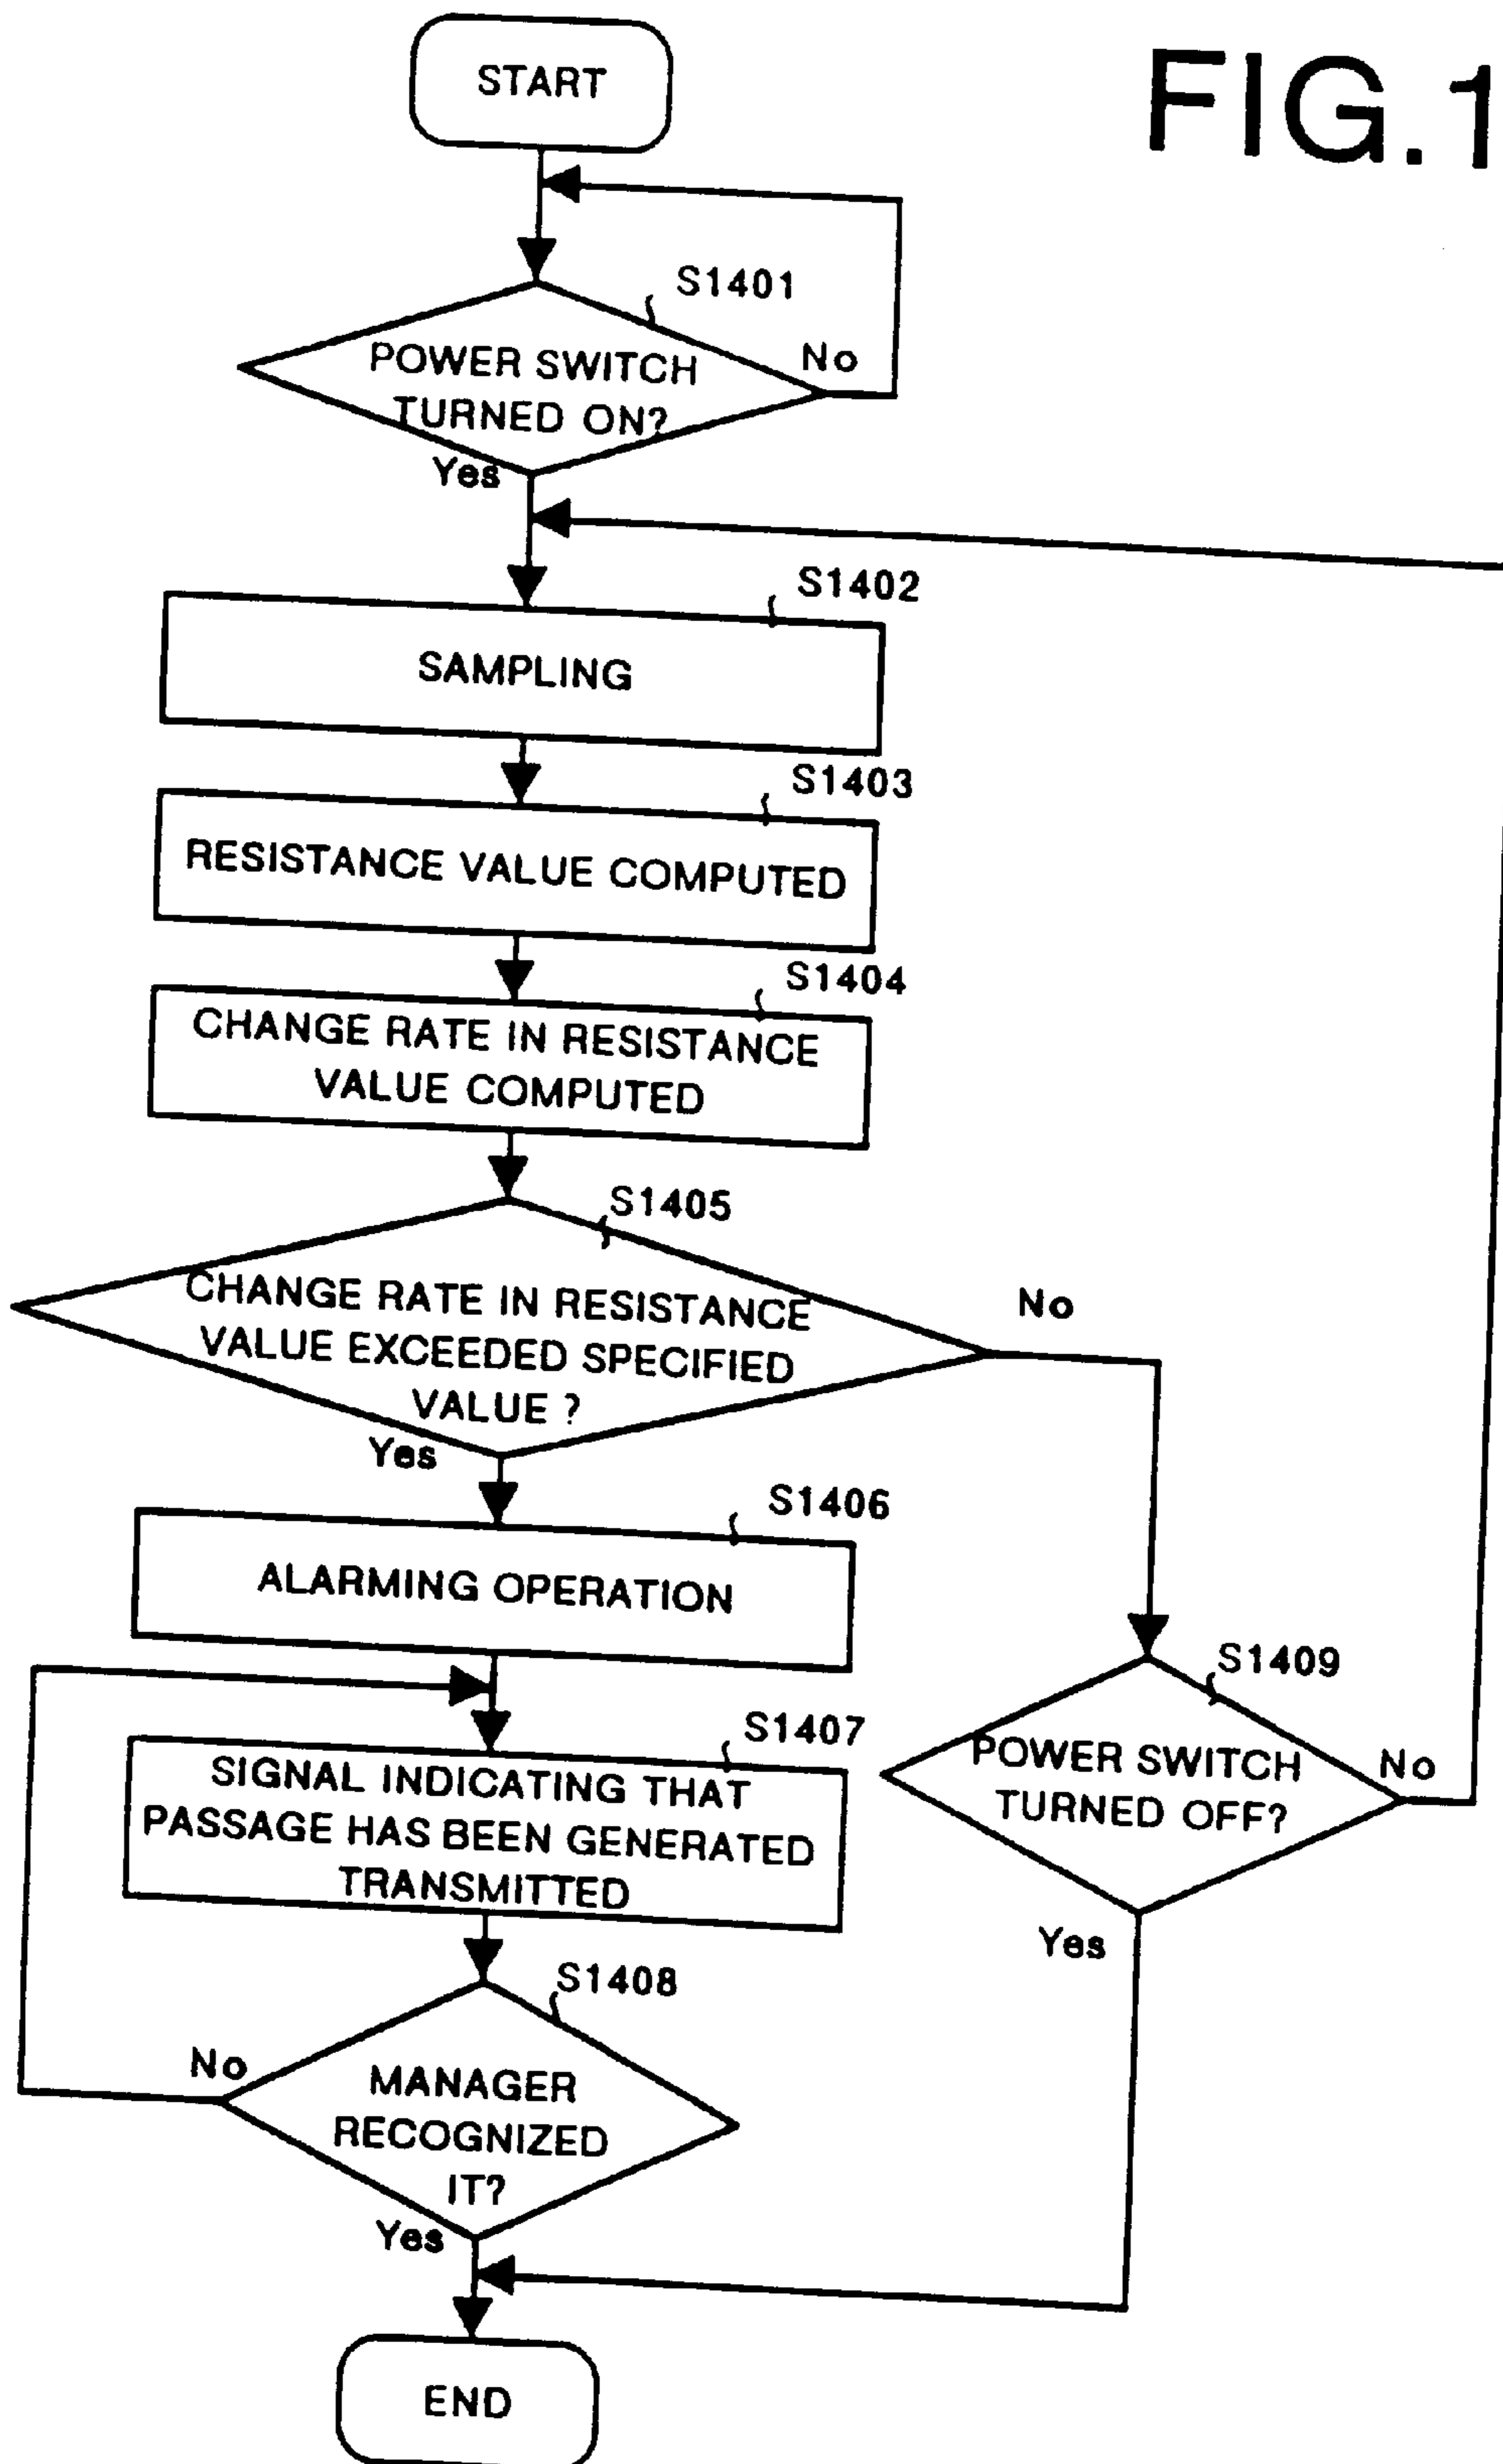 START
FIG.1
S1401
POWER SWITCH
TURNED ON?
No
Yes
S1402
SAMPLING
S1403
RESISTANCE VALUE COMPUTED
S1404
CHANGE RATE IN RESISTANCE
VALUE COMPUTED
S1405
CHANGE RATE IN RESISTANCE
VALUE EXCEEDED SPECIFIED
VALUE ?
No
Yes
S1406
ALARMING OPERATION
S1407
SIGNAL INDICATING THAT
PASSAGE HAS BEEN GENERATED
TRANSMITTED
S1409
POWER SWITCH
TURNED OFF?
No
Yes
S1408
MANAGER
RECOGNIZED
IT?
No
Yes
END